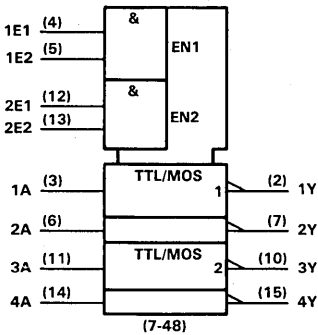 &
1E1 (4)
1E2 (5)
EN1
&
2E1 (12)
2E2 (13)
EN2
TTL/MOS
1A (3) 1 (2) 1Y
2A (6) (7) 2Y
TTL/MOS
3A (11) 2 (10) 3Y
4A (14) (15) 4Y
(7-48)